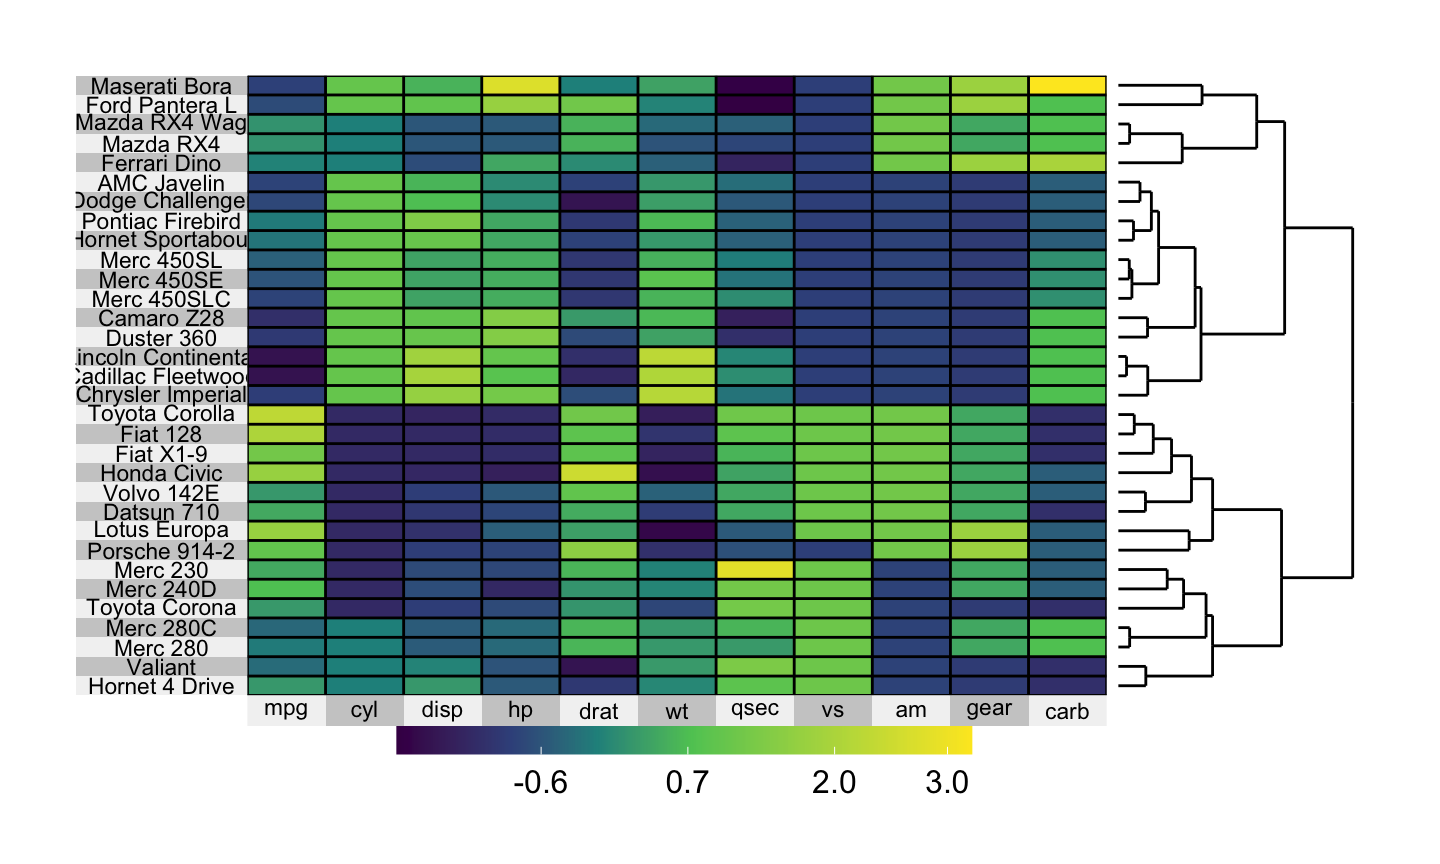 Maserati Bora
Ford Pantera L
Mazda RX4 Wag
Mazda RX4
Ferrari Dino
AMC Javelin
Dodge Challenge
Pontiac Firebird
Hornet Sportabou
Merc 450SL
Merc 450SE
Merc 450SLC
Camaro Z28
Duster 360
incoln Continenta
Cadillac Fleetwoo
Chrysler Imperial
Toyota Corolla
Fiat 128
Fiat X1-9
Honda Civic
Volvo 142E
Datsun 710
Lotus Europa
Porsche 914-2
Merc 230
Merc 240D
Toyota Corona
Merc 280C
Merc 280
Valiant
Hornet 4 Drive
mpg cyl disp hp drat wt qsec vs am gear carb
-0.6 0.7 2.0 3.0